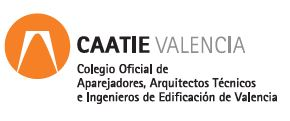 CAATIE VALENCIA
Colegio Oficial de
Aparejadores, Arquitectos Técnicos
e Ingenieros de Edificación de Valencia